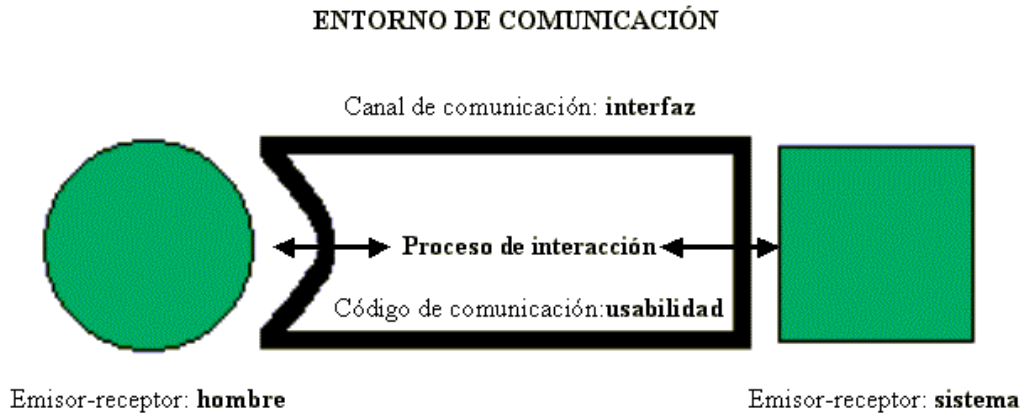 ENTORNO DE COMUNICACIÓN
Canal de comunicación: interfaz
Proceso de interacción
Código de comunicación:usabilidad
Emisor-receptor: hombre
Emisor-receptor: sistema